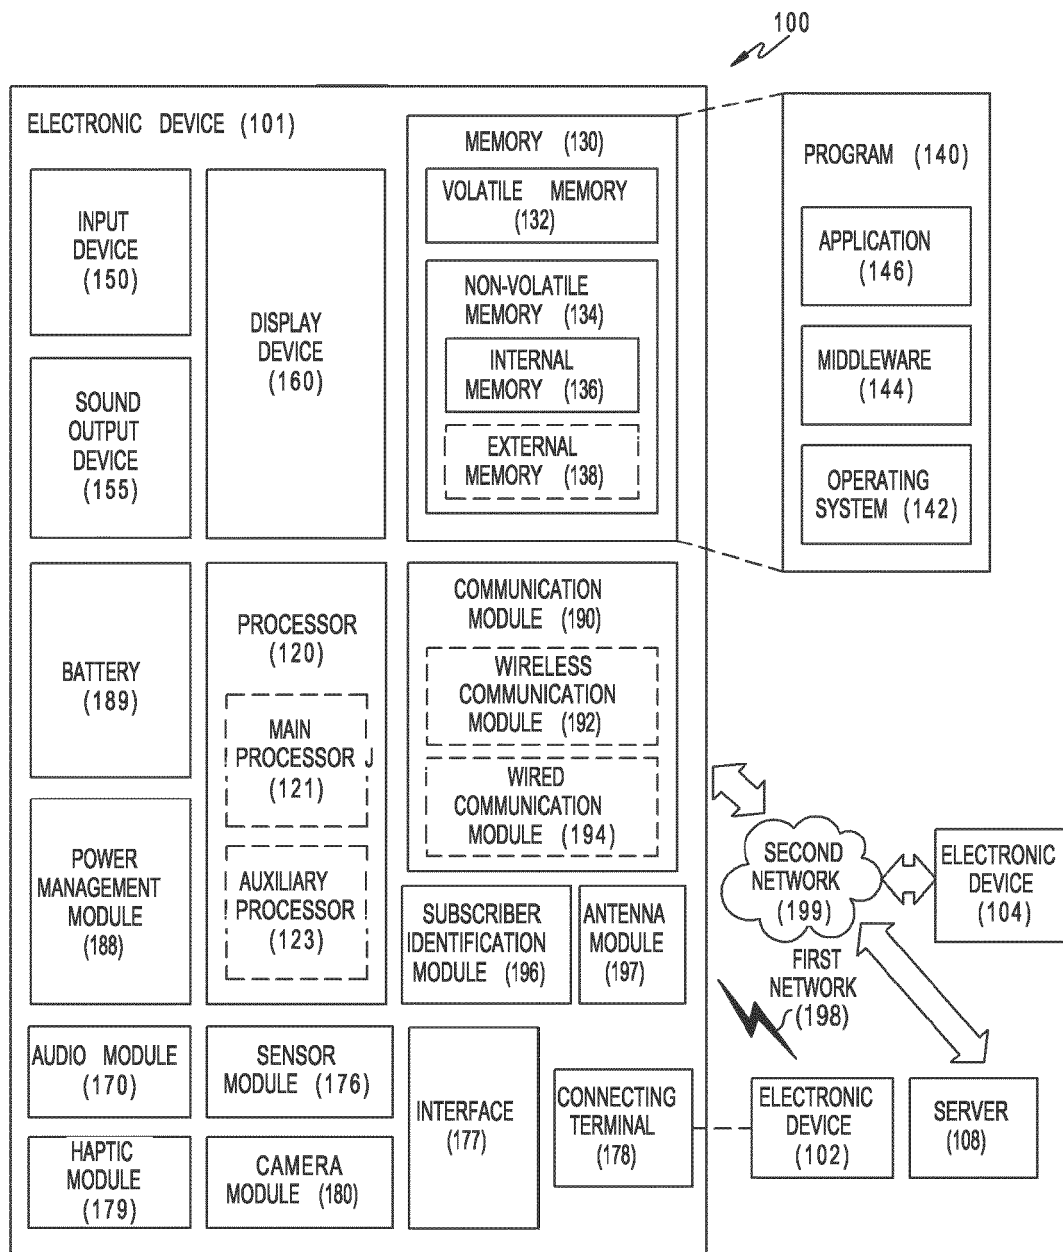 100
ELECTRONIC DEVICE (101)
INPUT
DEVICE
(150)
DISPLAY
DEVICE
(160)
SOUND
OUTPUT
DEVICE
(155)
MEMORY (130)
VOLATILE MEMORY
(132)
NON-VOLATILE
MEMORY (134)
INTERNAL
MEMORY (136)
EXTERNAL
MEMORY (138)
PROGRAM (140)
APPLICATION
(146)
MIDDLEWARE
(144)
OPERATING
SYSTEM (142)
BATTERY
(189)
PROCESSOR
(120)
MAIN
PROCESSOR
(121)
AUXILIARY
PROCESSOR
(123)
COMMUNICATION
MODULE (190)
WIRELESS
COMMUNICATION
MODULE (192)
WIRED
COMMUNICATION
MODULE (194)
POWER
MANAGEMENT
MODULE
(188)
SUBSCRIBER
IDENTIFICATION
MODULE (196)
ANTENNA
MODULE
(197)
SECOND
NETWORK
(199)
ELECTRONIC
DEVICE
(104)
FIRST
NETWORK
(198)
AUDIO MODULE
(170)
SENSOR
MODULE (176)
INTERFACE
(177)
CONNECTING
TERMINAL
(178)
ELECTRONIC
DEVICE
(102)
SERVER
(108)
HAPTIC
MODULE
(179)
CAMERA
MODULE (180)